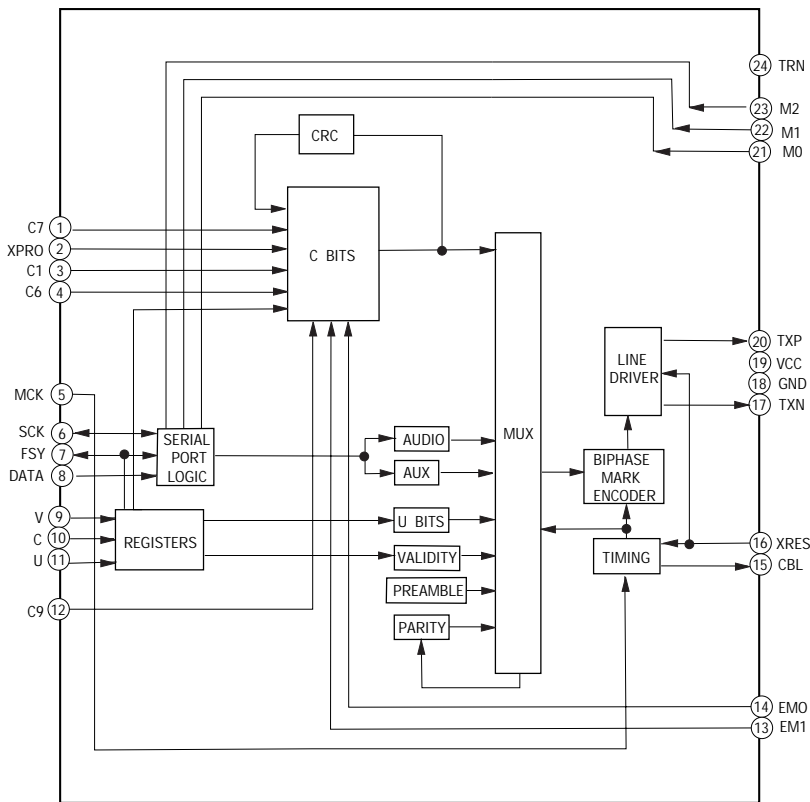 24 TRN
23 M2
22 M1
21 M0
CRC
C7 1
XPRO 2
C1 3
C6 4
C BITS
MCK 5
SCK 6
FSY 7
DATA 8
V 9
C 10
U 11
C9 12
SERIAL
PORT
LOGIC
REGISTERS
AUDIO
AUX
U BITS
VALIDITY
PREAMBLE
PARITY
MUX
LINE
DRIVER
BIPHASE
MARK
ENCODER
TIMING
20 TXP
19 VCC
18 GND
17 TXN
16 XRES
15 CBL
14 EM0
13 EM1